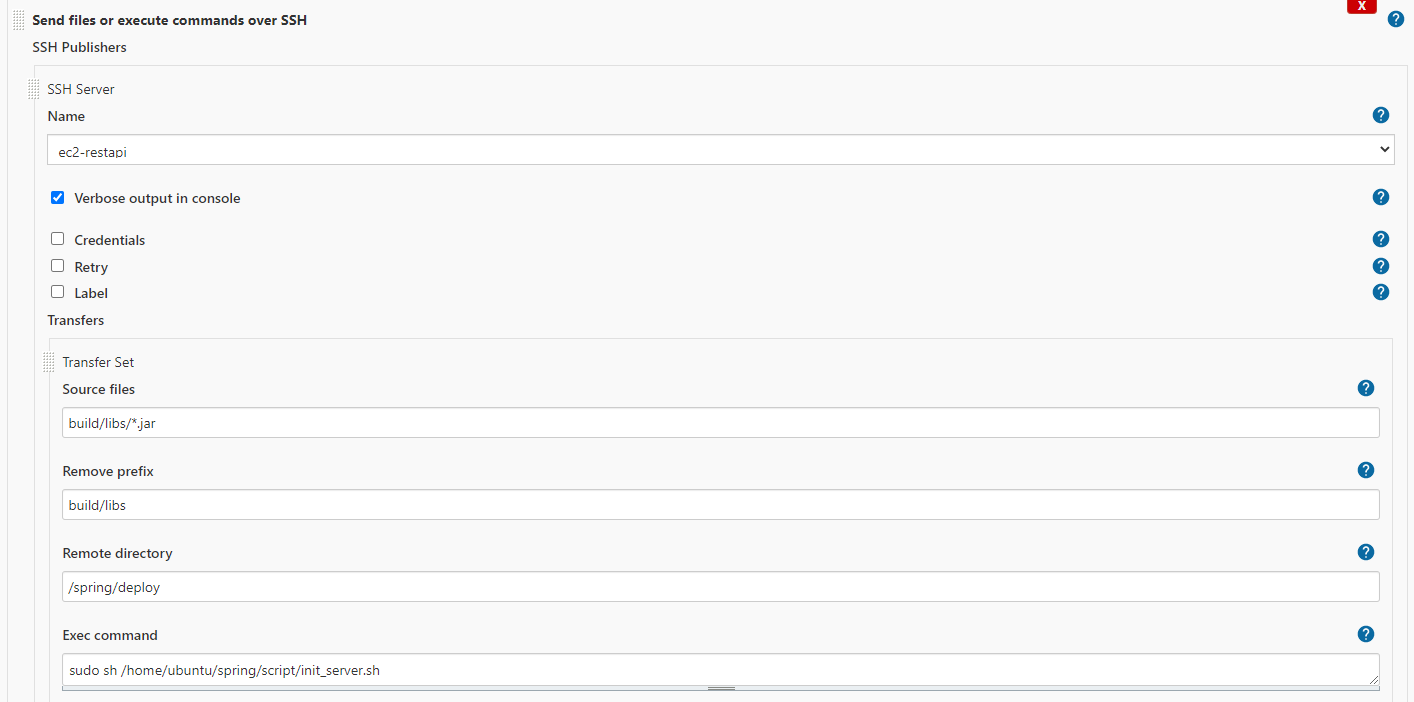 X
Send files or execute commands over SSH
?
SSH Publishers
SSH Server
Name
?
ec2-restapi
Verbose output in console
?
Credentials
?
Retry
?
Label
?
Transfers
Transfer Set
Source files
?
build/libs/*.jar
Remove prefix
?
build/libs
Remote directory
?
/spring/deploy
Exec command
?
sudo sh /home/ubuntu/spring/script/init_server.sh